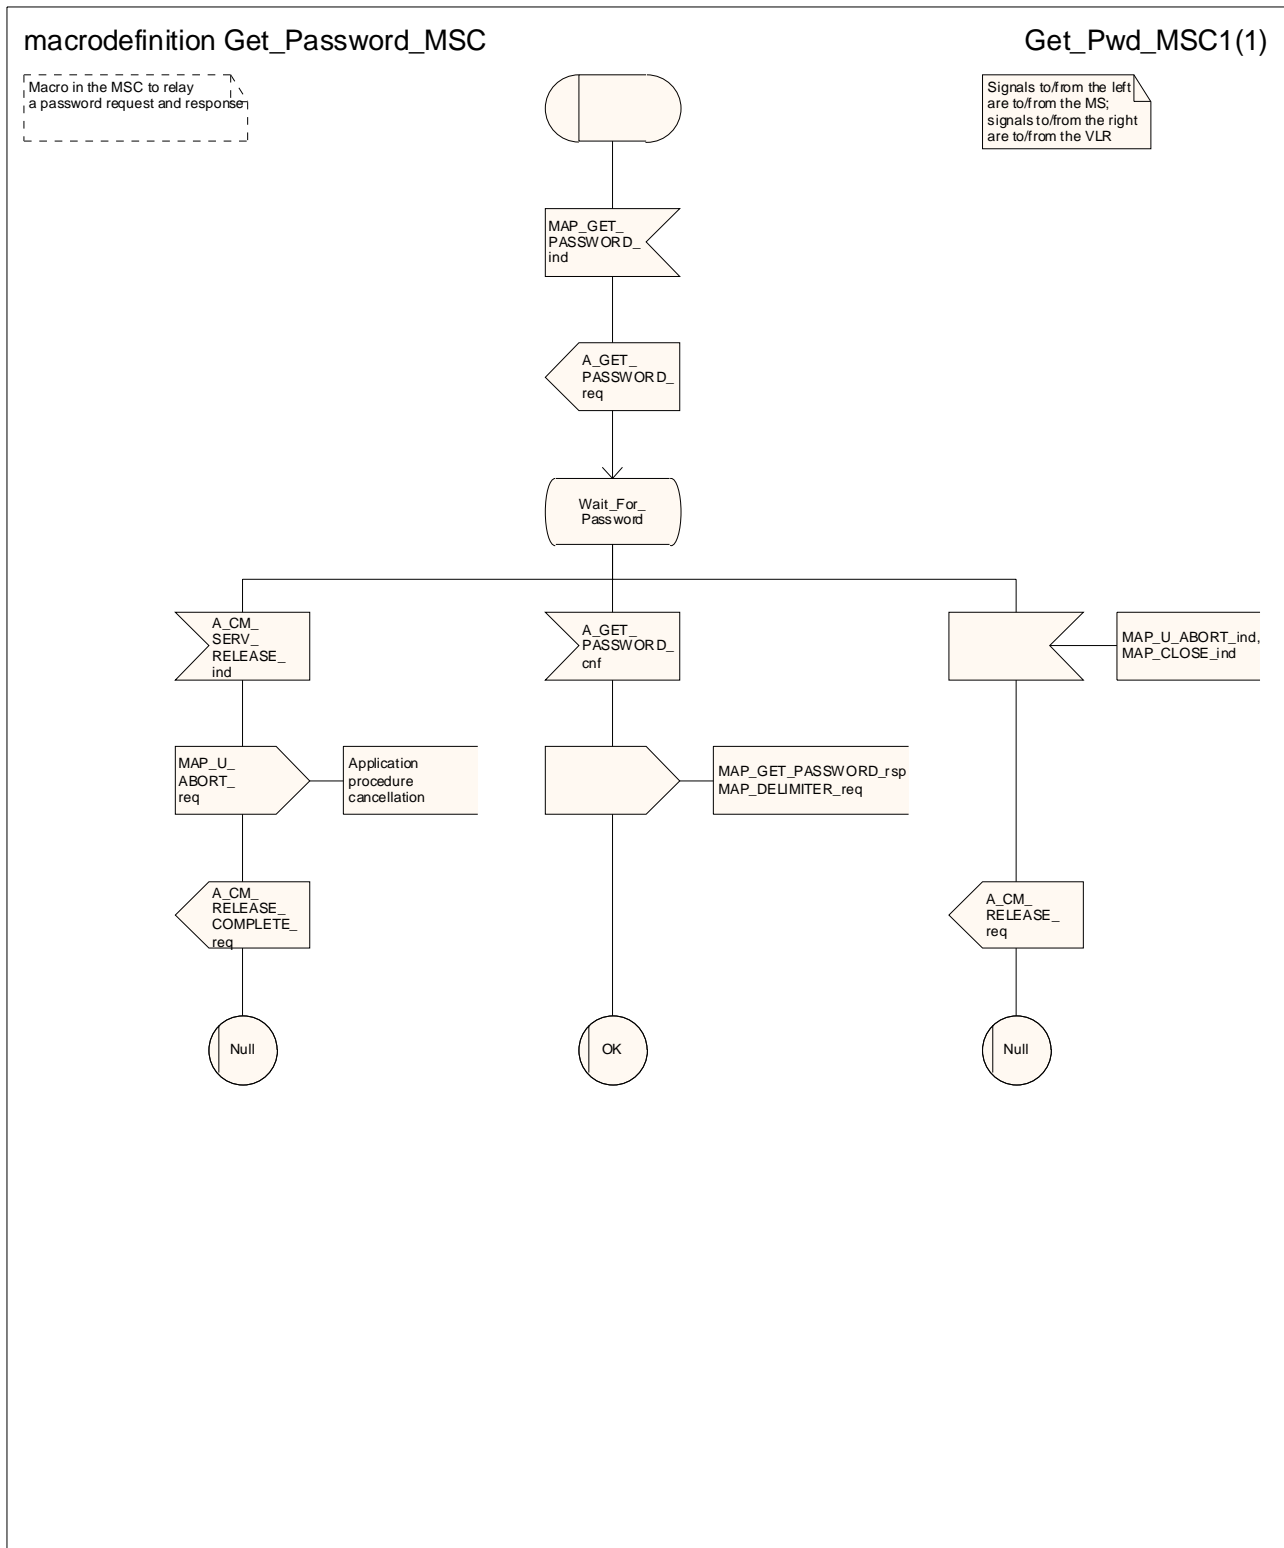 macrodefinition Get_Password_MSC
Get_Pwd_MSC1(1)
Macro in the MSC to relay
a password request and response
Signals to/from the left
are to/from the MS;
signals to/from the right
are to/from the VLR
MAP_GET_
PASSWORD_
ind
A_GET_
PASSWORD_
req
Wait_For_
Password
A_CM_
SERV_
RELEASE_
ind
A_GET_
PASSWORD_
cnf
MAP_U_ABORT_ind,
MAP_CLOSE_ind
MAP_U_
ABORT_
req
Application
procedure
cancellation
MAP_GET_PASSWORD_rsp
MAP_DELIMITER_req
A_CM_
RELEASE_
COMPLETE_
req
A_CM_
RELEASE_
req
Null
OK
Null